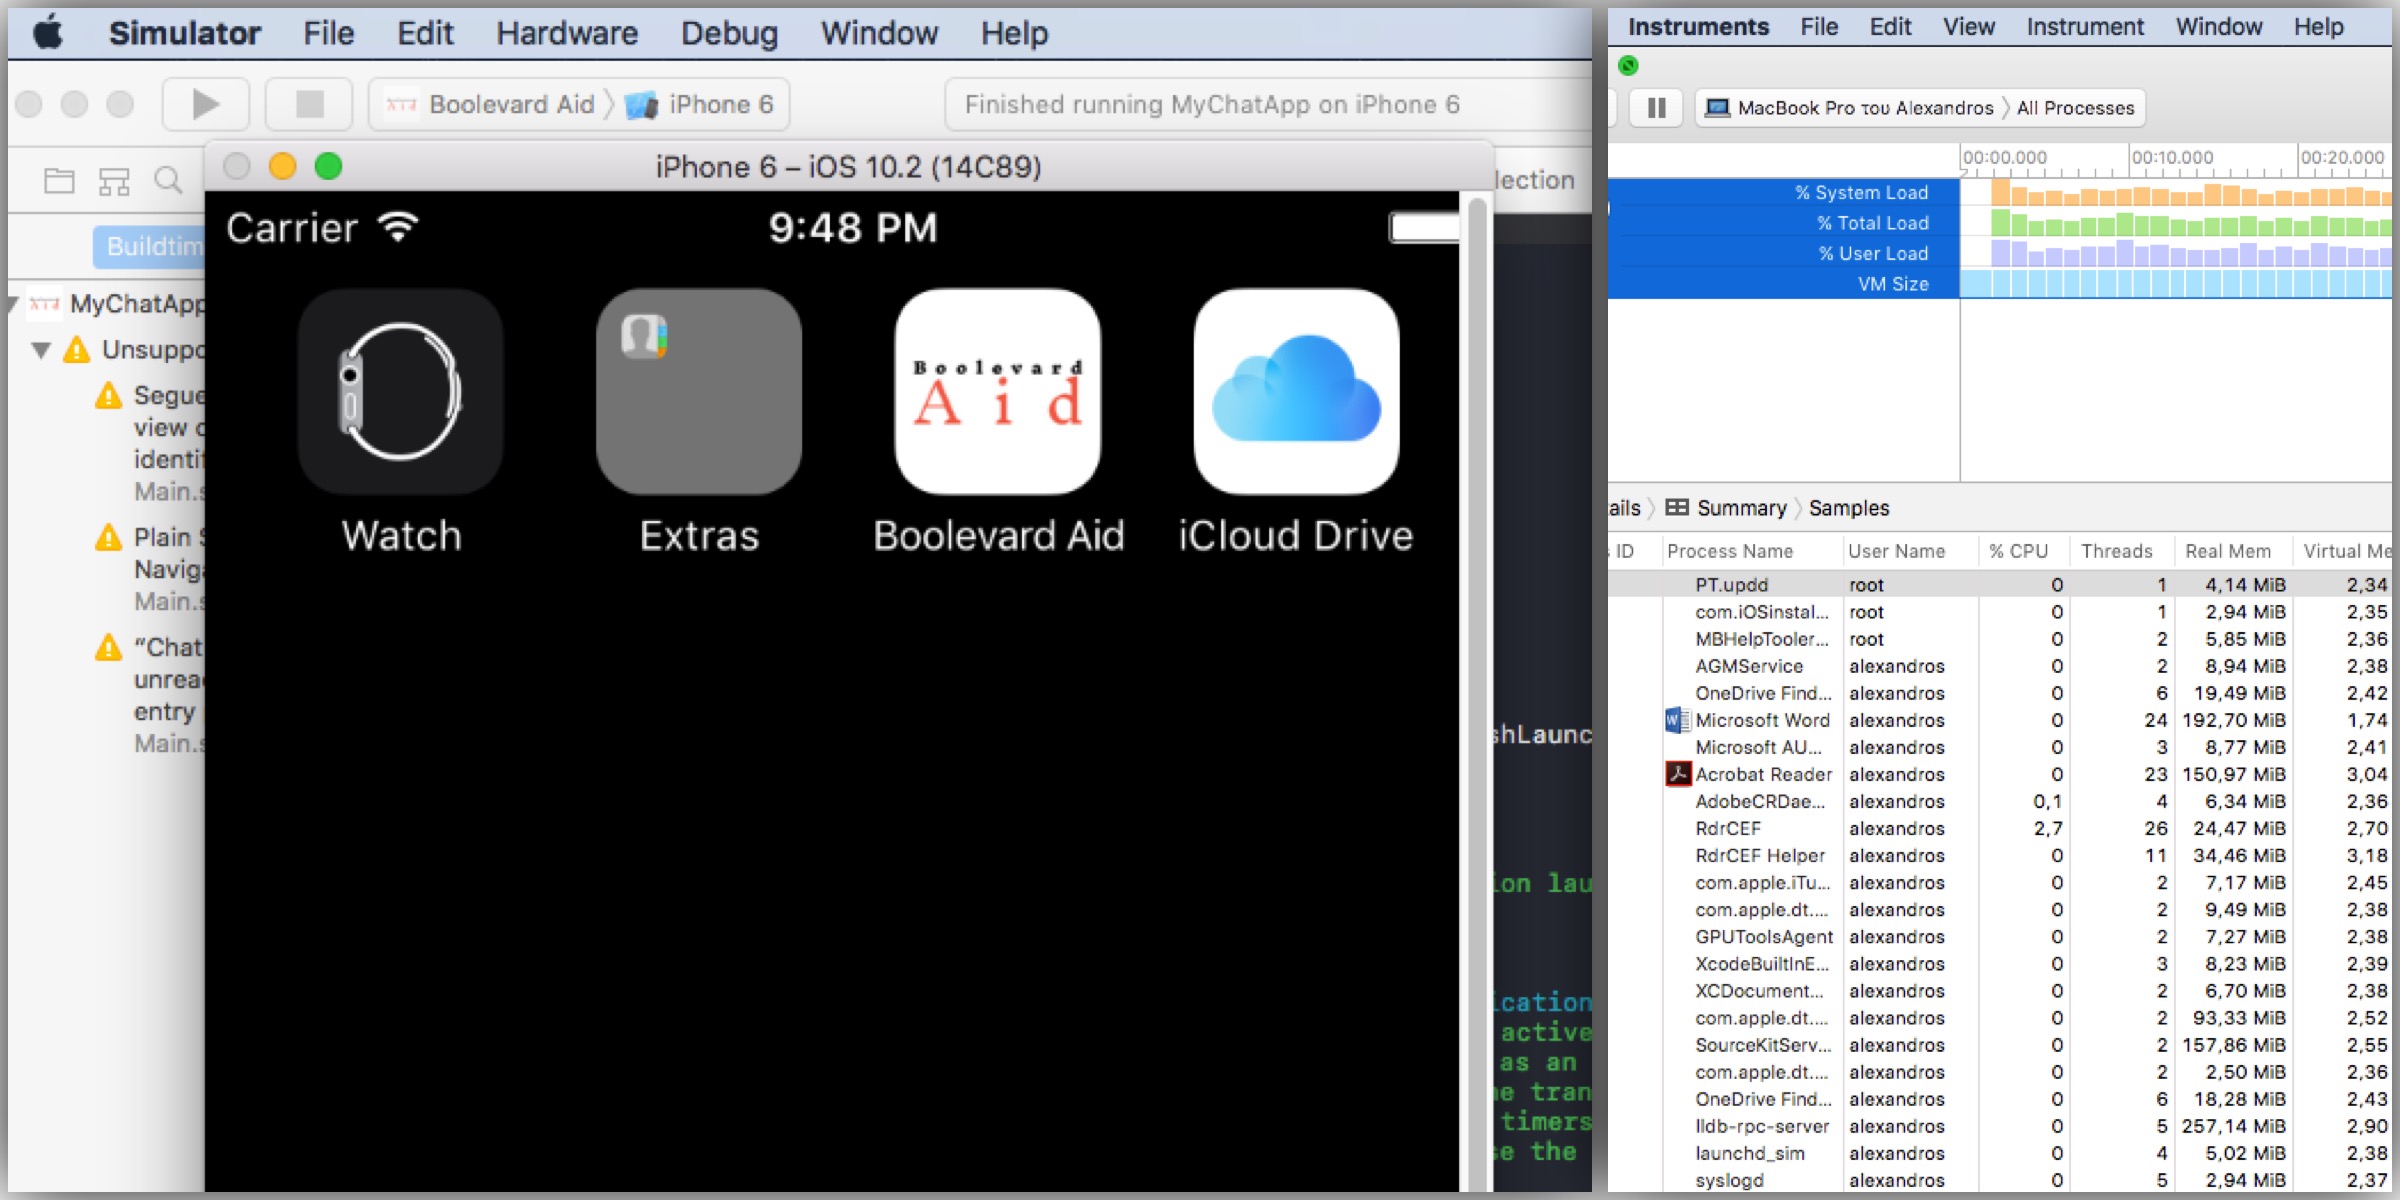 Simulator File Edit Hardware Debug Window Help
Boolevard Aid iPhone 6
Finished running MyChatApp on iPhone 6
iPhone 6 – iOS 10.2 (14C89)
lection
Buildtim
Carrier 9:48 PM
MyChatApp
Unsuppo
Segue
view c
identif
Main.s
Plain S
Naviga
Main.s
“Chat
unrea
entry
Main.s
Boolevard
Aid
Watch Extras Boolevard Aid iCloud Drive
shLaunc
ion lau
ication
active
as an
e tran
timers
se the
Instruments File Edit View Instrument Window Help
MacBook Pro του Alexandros All Processes
00:00.000 00:10.000 00:20.000
% System Load
% Total Load
% User Load
VM Size
ails Summary Samples
ID Process Name User Name % CPU Threads Real Mem Virtual Me
PT.updd root 0 1 4,14 MiB 2,34
com.iOSinstal... root 0 1 2,94 MiB 2,35
MBHelpTooler... root 0 2 5,85 MiB 2,36
AGMService alexandros 0 2 8,94 MiB 2,38
OneDrive Find... alexandros 0 6 19,49 MiB 2,42
Microsoft Word alexandros 0 24 192,70 MiB 1,74
Microsoft AU... alexandros 0 3 8,77 MiB 2,41
Acrobat Reader alexandros 0 23 150,97 MiB 3,04
AdobeCRDae... alexandros 0,1 4 6,34 MiB 2,36
RdrCEF alexandros 2,7 26 24,47 MiB 2,70
RdrCEF Helper alexandros 0 11 34,46 MiB 3,18
com.apple.iTu... alexandros 0 2 7,17 MiB 2,45
com.apple.dt.... alexandros 0 2 9,49 MiB 2,38
GPUToolsAgent alexandros 0 2 7,27 MiB 2,38
XcodeBuiltInE... alexandros 0 3 8,23 MiB 2,39
XCDocument... alexandros 0 2 6,70 MiB 2,38
com.apple.dt.... alexandros 0 2 93,33 MiB 2,52
SourceKitServ... alexandros 0 2 157,86 MiB 2,55
com.apple.dt.... alexandros 0 2 2,50 MiB 2,36
OneDrive Find... alexandros 0 6 18,28 MiB 2,43
lldb-rpc-server alexandros 0 5 257,14 MiB 2,90
launchd_sim alexandros 0 4 5,02 MiB 2,38
syslogd alexandros 0 5 2,94 MiB 2,37